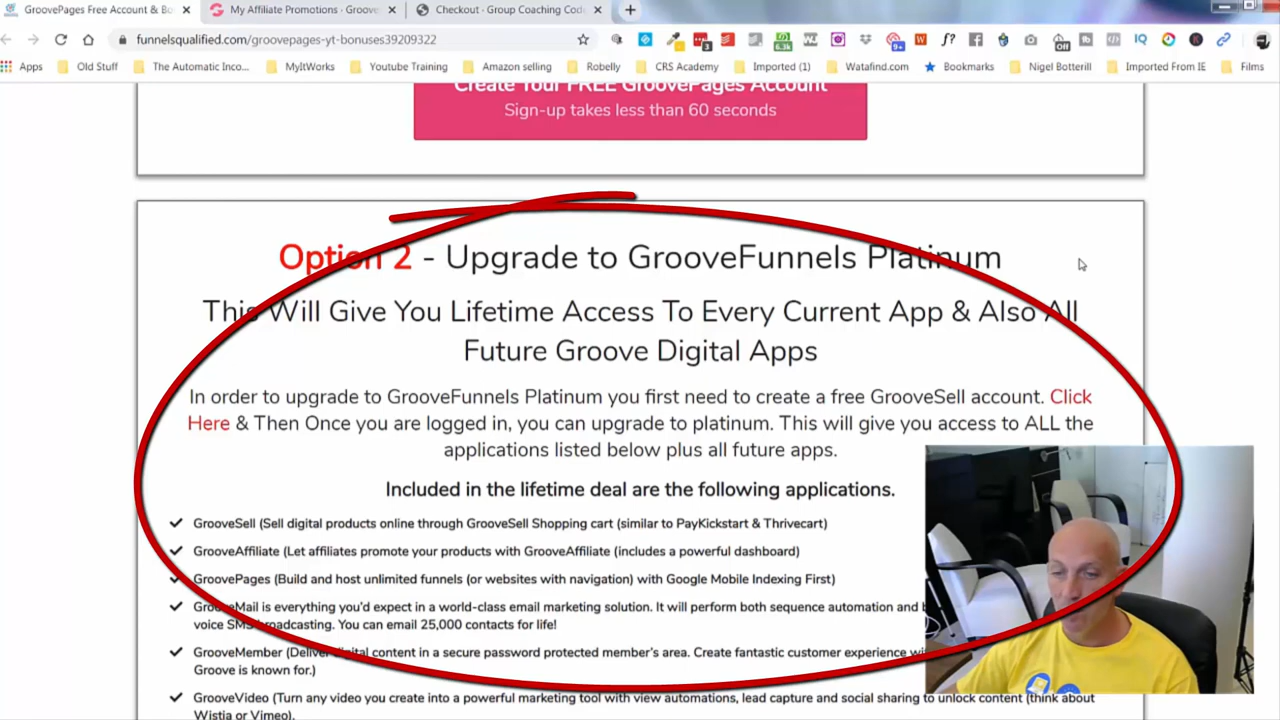 GroovePages Free Account & Bo
My Affiliate Promotions - Groove
Checkout - Group Coaching Cod
funnelsqualified.com/groovepages-yt-bonuses39209322
Apps
Old Stuff
The Automatic Inco...
MyItWorks
Youtube Training
Amazon selling
Robelly
CRS Academy
Imported (1)
Watafind.com
Bookmarks
Nigel Botterill
Imported From IE
Films
Create Your FREE GroovePages Account
Sign-up takes less than 60 seconds
Option 2 - Upgrade to GrooveFunnels Platinum
This Will Give You Lifetime Access To Every Current App & Also All
Future Groove Digital Apps
In order to upgrade to GrooveFunnels Platinum you first need to create a free GrooveSell account. Click
Here & Then Once you are logged in, you can upgrade to platinum. This will give you access to ALL the
applications listed below plus all future apps.
Included in the lifetime deal are the following applications.
GrooveSell (Sell digital products online through GrooveSell Shopping cart (similar to PayKickstart & Thrivecart)
GrooveAffiliate (Let affiliates promote your products with GrooveAffiliate (includes a powerful dashboard)
GroovePages (Build and host unlimited funnels (or websites with navigation) with Google Mobile Indexing First)
GrooveMail is everything you'd expect in a world-class email marketing solution. It will perform both sequence automation and
voice SMS broadcasting. You can email 25,000 contacts for life!
GrooveMember (Deliver digital content in a secure password protected member's area. Create fantastic customer experience
Groove is known for.)
GrooveVideo (Turn any video you create into a powerful marketing tool with view automations, lead capture and social sharing to unlock content (think about
Wistia or Vimeo).